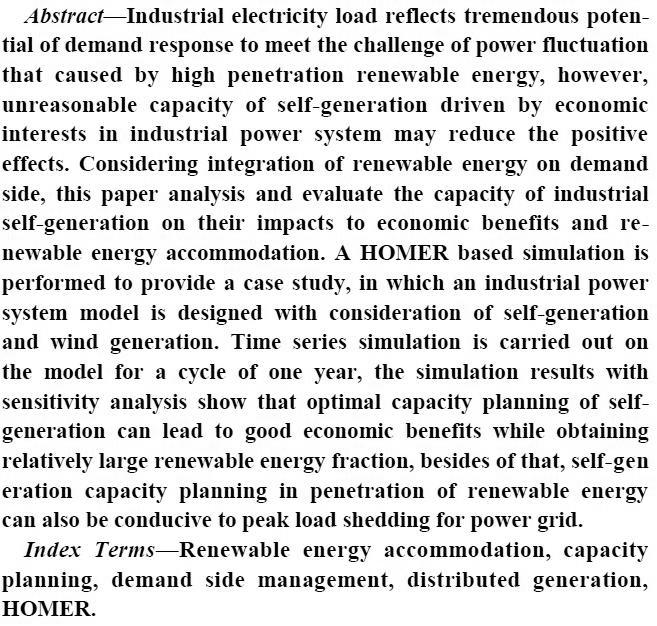 Abstract—Industrial electricity load reflects tremendous poten-
tial of demand response to meet the challenge of power fluctuation
that caused by high penetration renewable energy, however,
unreasonable capacity of self-generation driven by economic
interests in industrial power system may reduce the positive
effects. Considering integration of renewable energy on demand
side, this paper analysis and evaluate the capacity of industrial
self-generation on their impacts to economic benefits and re-
newable energy accommodation. A HOMER based simulation is
performed to provide a case study, in which an industrial power
system model is designed with consideration of self-generation
and wind generation. Time series simulation is carried out on
the model for a cycle of one year, the simulation results with
sensitivity analysis show that optimal capacity planning of self-
generation can lead to good economic benefits while obtaining
relatively large renewable energy fraction, besides of that, self-gen
eration capacity planning in penetration of renewable energy
can also be conducive to peak load shedding for power grid.
Index Terms—Renewable energy accommodation, capacity
planning, demand side management, distributed generation,
HOMER.